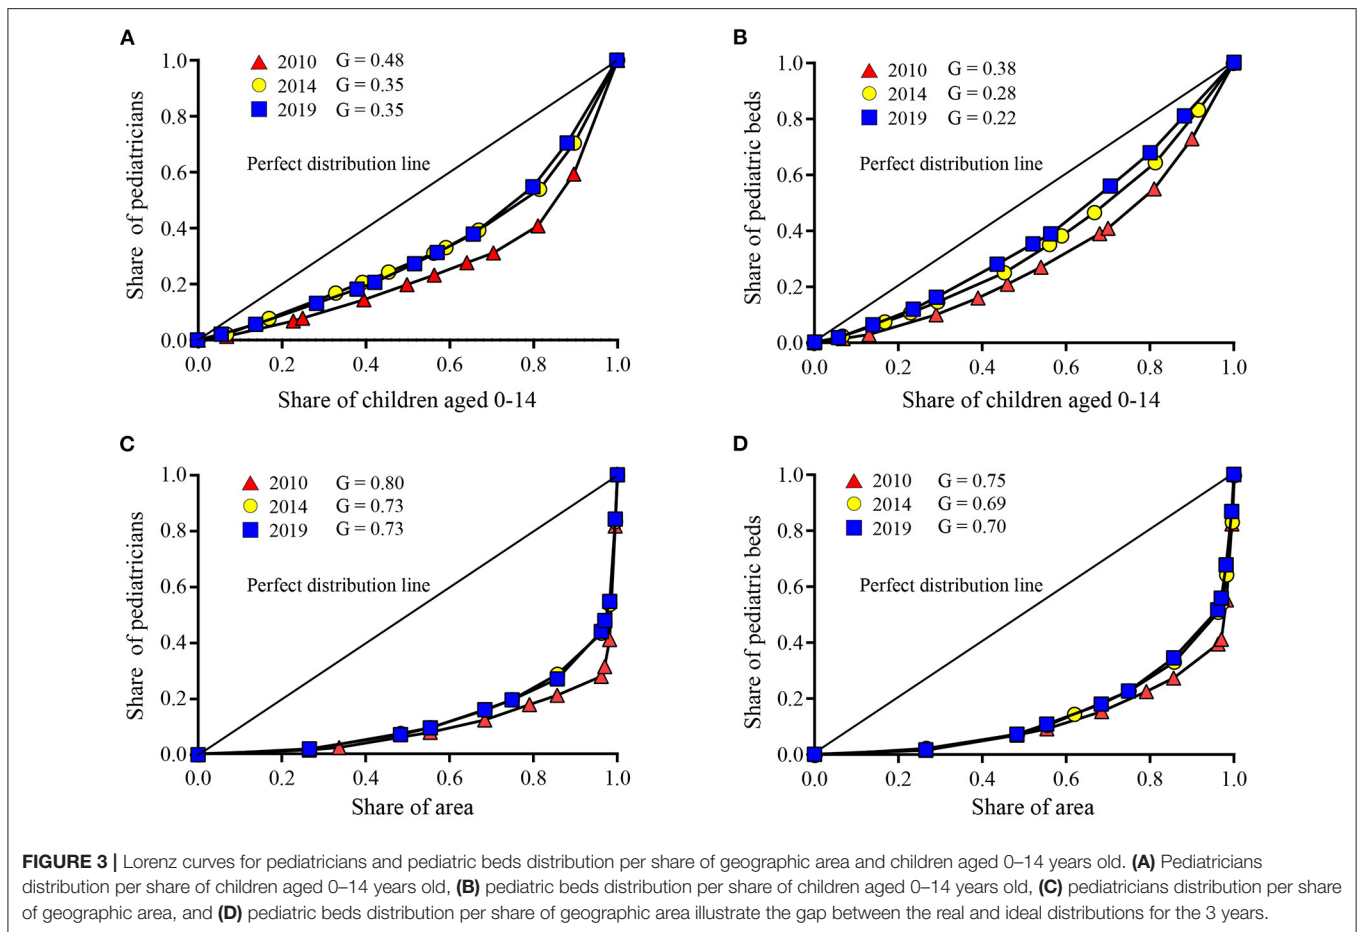 A
1.0
0.8
0.6
0.4
0.2
0.0
Share of pediatricians
2010 G = 0.48
2014 G = 0.35
2019 G = 0.35
Perfect distribution line
0.0 0.2 0.4 0.6 0.8 1.0
Share of children aged 0-14
B
1.0
0.8
0.6
0.4
0.2
0.0
Share of pediatric beds
2010 G = 0.38
2014 G = 0.28
2019 G = 0.22
Perfect distribution line
0.0 0.2 0.4 0.6 0.8 1.0
Share of children aged 0-14
C
1.0
0.8
0.6
0.4
0.2
0.0
Share of pediatricians
2010 G = 0.80
2014 G = 0.73
2019 G = 0.73
Perfect distribution line
0.0 0.2 0.4 0.6 0.8 1.0
Share of area
D
1.0
0.8
0.6
0.4
0.2
0.0
Share of pediatric beds
2010 G = 0.75
2014 G = 0.69
2019 G = 0.70
Perfect distribution line
0.0 0.2 0.4 0.6 0.8 1.0
Share of area
FIGURE 3 | Lorenz curves for pediatricians and pediatric beds distribution per share of geographic area and children aged 0–14 years old. (A) Pediatricians
distribution per share of children aged 0–14 years old, (B) pediatric beds distribution per share of children aged 0–14 years old, (C) pediatricians distribution per share
of geographic area, and (D) pediatric beds distribution per share of geographic area illustrate the gap between the real and ideal distributions for the 3 years.